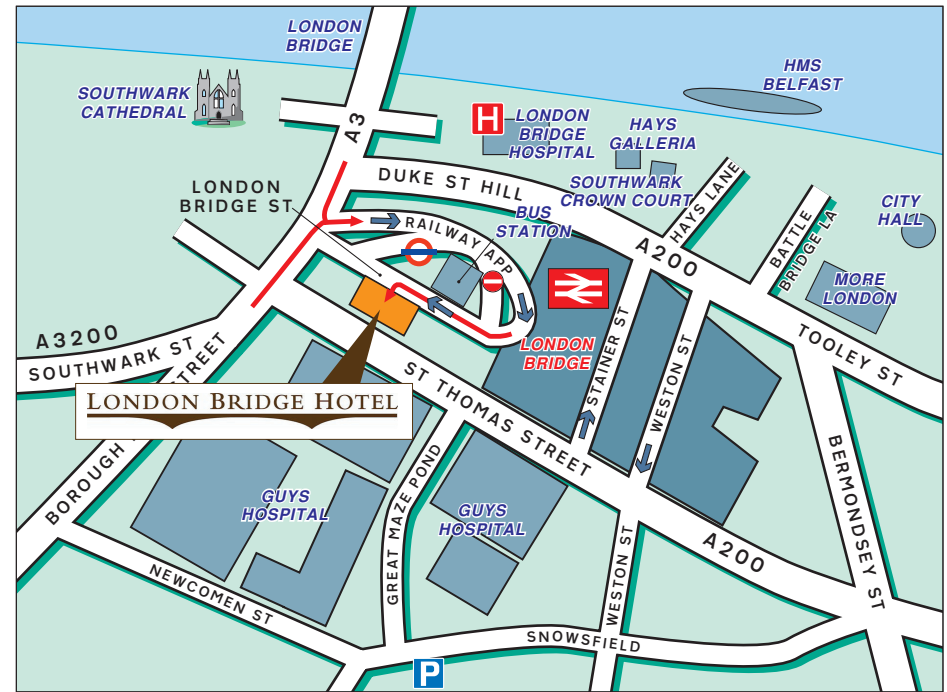 LONDON
BRIDGE
HMS
BELFAST
SOUTHWARK
CATHEDRAL
A3
H
LONDON
BRIDGE
HOSPITAL
HAYS
GALLERIA
LONDON
BRIDGE ST
DUKE ST HILL
SOUTHWARK
CROWN COURT
HAYS LANE
BATTLE
BRIDGE LA
CITY
HALL
BUS
STATION
RAILWAY APP
A200
MORE
LONDON
A3200
SOUTHWARK ST
LONDON
BRIDGE
STAINER ST
WESTON ST
TOOLEY ST
LONDON BRIDGE HOTEL
ST THOMAS STREET
BOROUGH STREET
GUYS
HOSPITAL
GREAT MAZE POND
GUYS
HOSPITAL
BERMONDSEY ST
A200
NEWCOMEN ST
WESTON ST
SNOWSFIELD
P